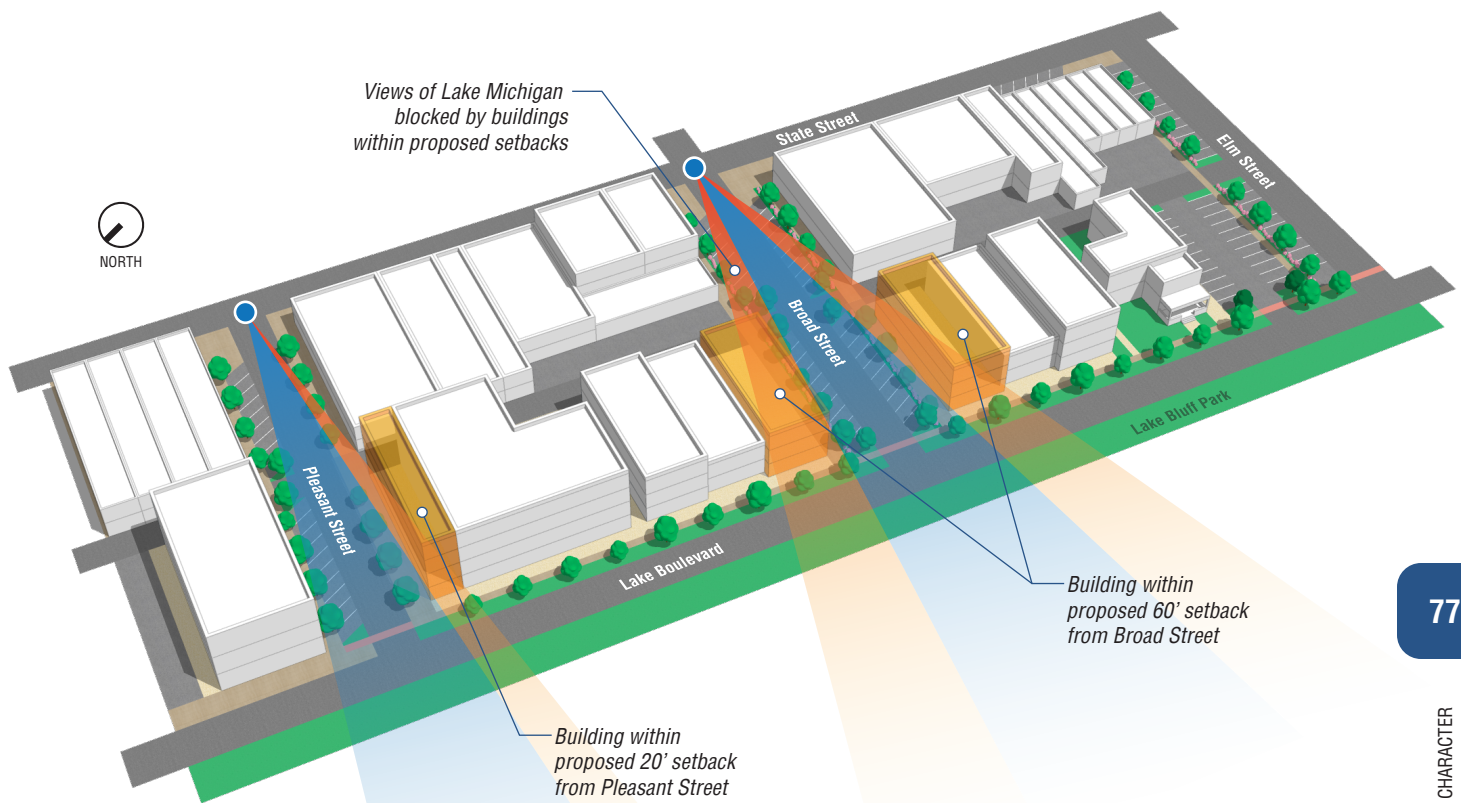 Views of Lake Michigan
blocked by buildings
within proposed setbacks
State Street
Elm Street
NORTH
Broad Street
Pleasant Street
Lake Bluff Park
Lake Boulevard
Building within
proposed 60' setback
from Broad Street
77
Building within
proposed 20' setback
from Pleasant Street
CHARACTER